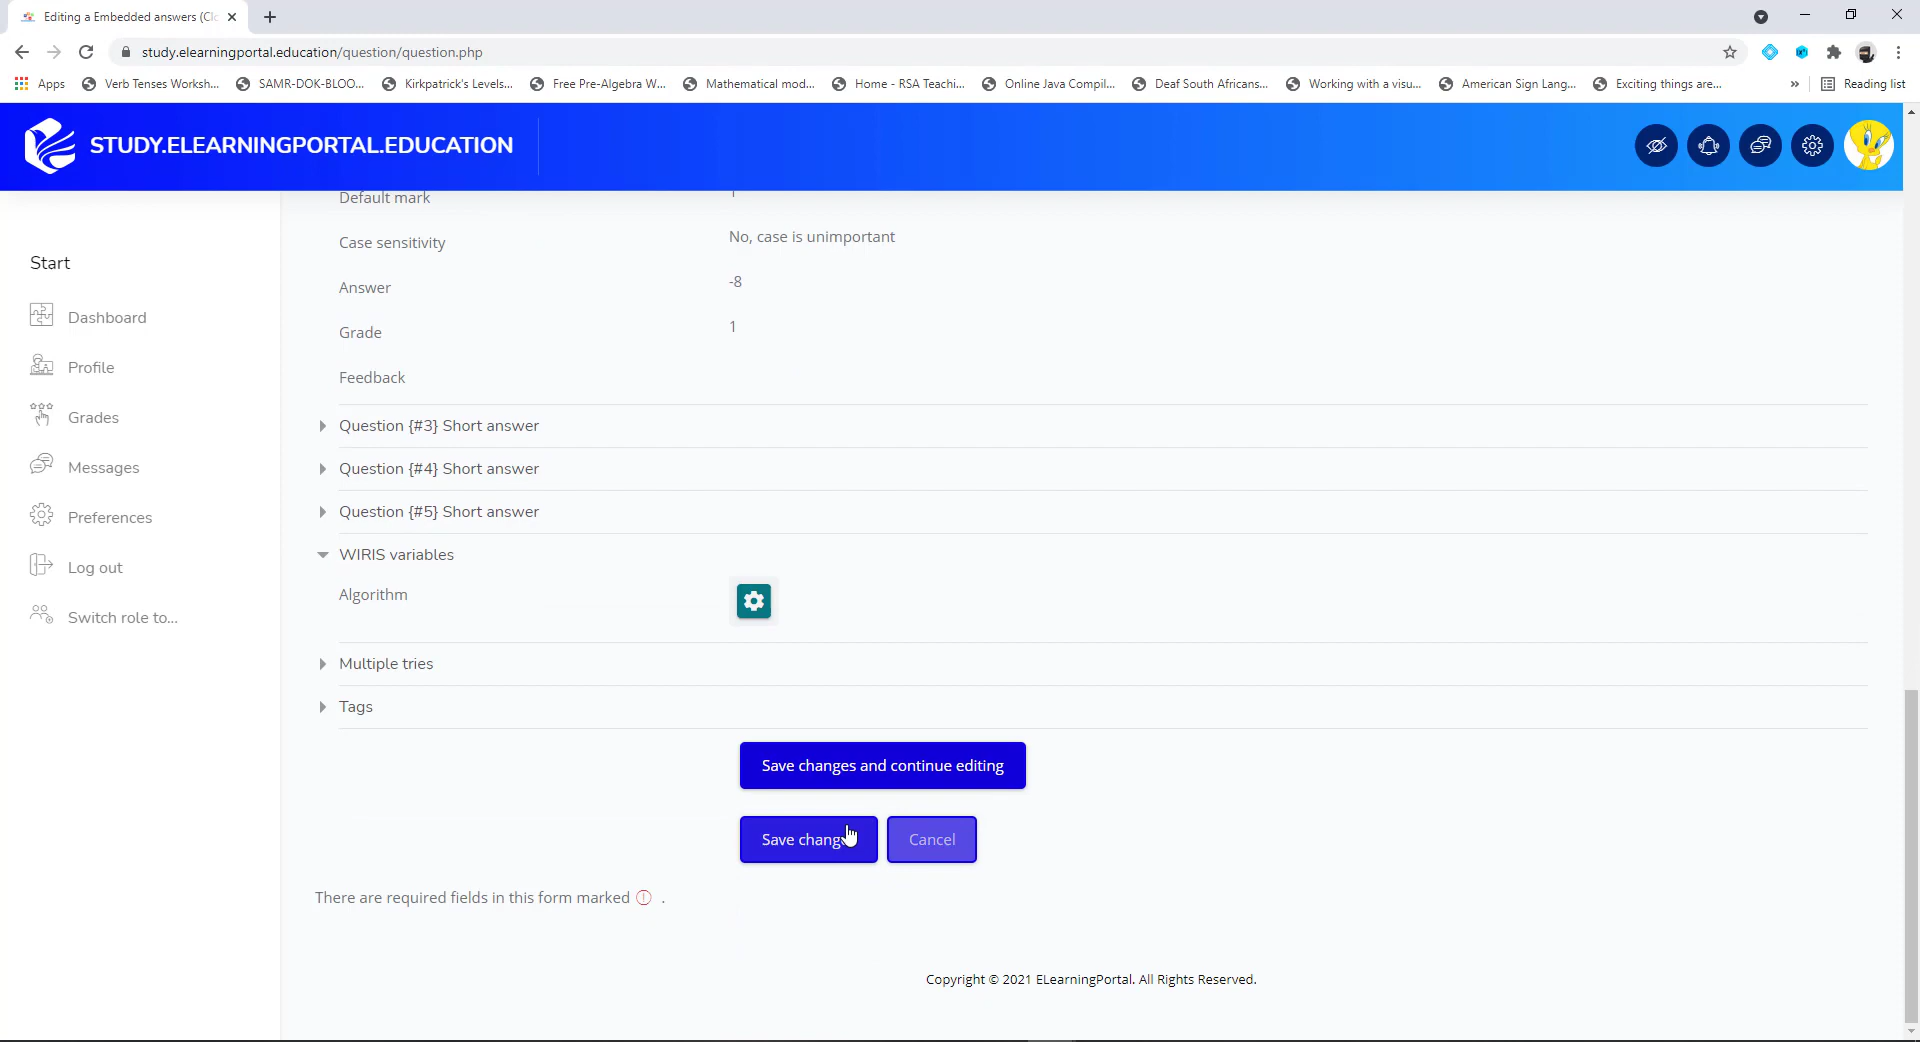 Editing a Embedded answers (Clo
study.elearningportal.education/question/question.php
Apps
Verb Tenses Worksh...
SAMR-DOK-BLOO...
Kirkpatrick's Levels...
Free Pre-Algebra W...
Mathematical mod...
Home - RSA Teachi...
Online Java Compil...
Deaf South Africans...
Working with a visu...
American Sign Lang...
Exciting things are...
»
Reading list
STUDY.ELEARNINGPORTAL.EDUCATION
Default mark
Case sensitivity No, case is unimportant
Answer -8
Grade 1
Feedback
Question {#3} Short answer
Question {#4} Short answer
Question {#5} Short answer
WIRIS variables
Algorithm
Multiple tries
Tags
Save changes and continue editing
Save chang
Cancel
There are required fields in this form marked .
Copyright © 2021 ELearningPortal. All Rights Reserved.
Start
Dashboard
Profile
Grades
Messages
Preferences
Log out
Switch role to...